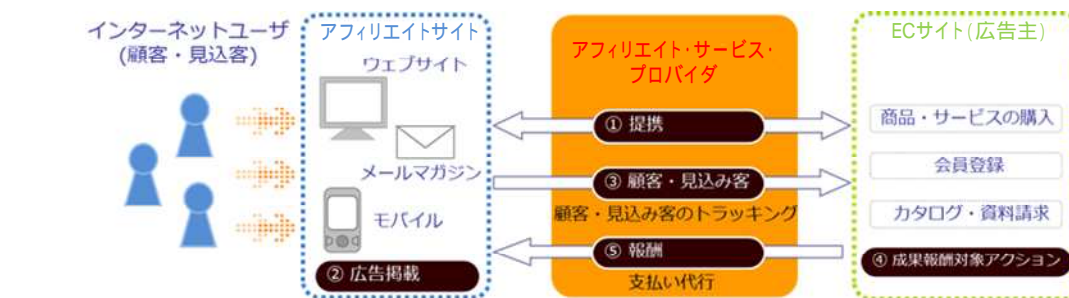 インターネットユーザ
(顧客・見込客)
アフィリエイトサイト
ウェブサイト
メールマガジン
モバイル
② 広告掲載
アフィリエイト・サービス・
プロバイダ
① 提携
③ 顧客・見込み客
顧客・見込み客のトラッキング
⑤ 報酬
支払い代行
ECサイト(広告主)
商品・サービスの購入
会員登録
カタログ・資料請求
④ 成果報酬対象アクション